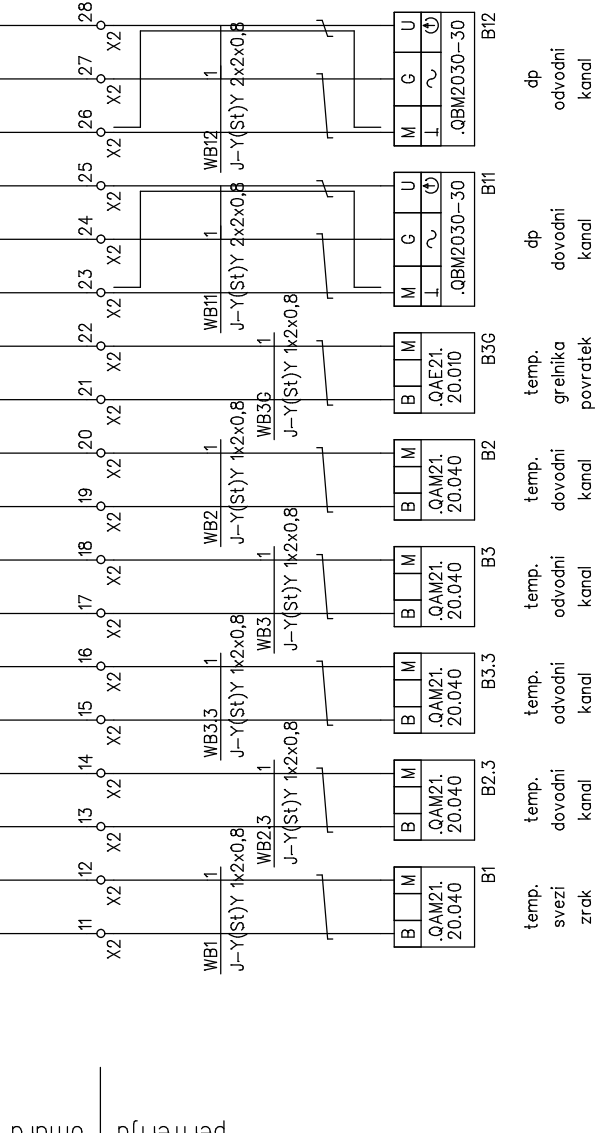 11 12 13 14 15 16 17 18 19 20 21 22 23 24 25 26 27 28
X2 X2 X2 X2 X2 X2 X2 X2 X2 X2 X2 X2 X2 X2 X2 X2 X2 X2
WB1 1
J-Y(St)Y 1x2x0,8
WB2.3 1
J-Y(St)Y 1x2x0,8
WB3.3 1
J-Y(St)Y 1x2x0,8
WB3 1
J-Y(St)Y 1x2x0,8
WB2 1
J-Y(St)Y 1x2x0,8
WB3G 1
J-Y(St)Y 1x2x0,8
WB11 1
J-Y(St)Y 2x2x0,8
WB12 1
J-Y(St)Y 2x2x0,8
B M
.QAM21.
20.040
B1
temp.
svezi
zrak
B M
.QAM21.
20.040
B2.3
temp.
dovodni
kanal
B M
.QAM21.
20.040
B3.3
temp.
odvodni
kanal
B M
.QAM21.
20.040
B3
temp.
odvodni
kanal
B M
.QAM21.
20.040
B2
temp.
dovodni
kanal
B M
.QAE21.
20.010
B3G
temp.
grelnika
povratek
M G U
.QBM2030-30
B11
dp
dovodni
kanal
M G U
.QBM2030-30
B12
dp
odvodni
kanal